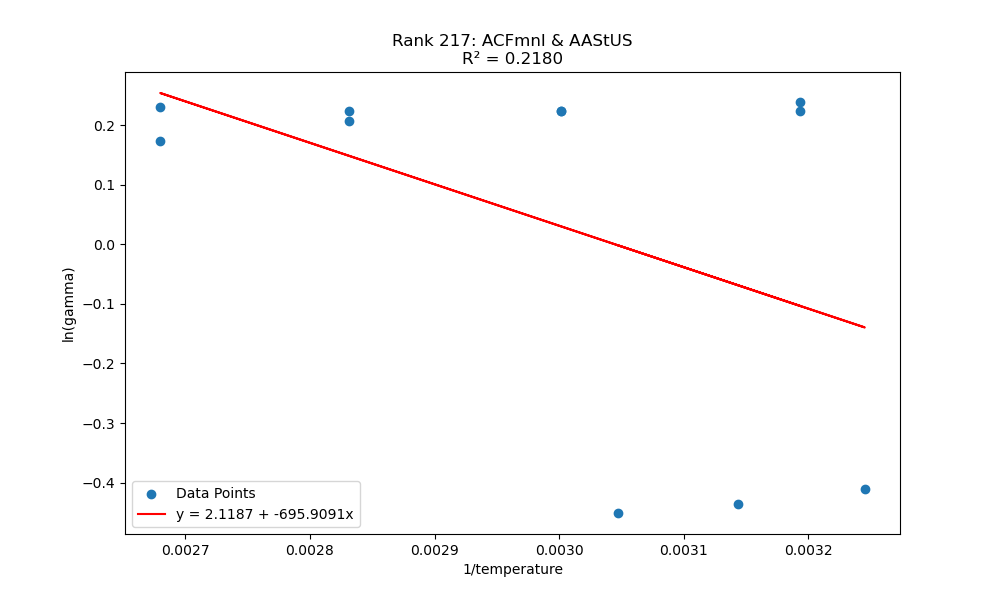 Rank 217: ACFmnI & AAStUS
R² = 0.2180
ln(gamma)
0.2
0.1
0.0
−0.1
−0.2
−0.3
−0.4
Data Points
y = 2.1187 + -695.9091x
0.0027
0.0028
0.0029
0.0030
0.0031
0.0032
1/temperature